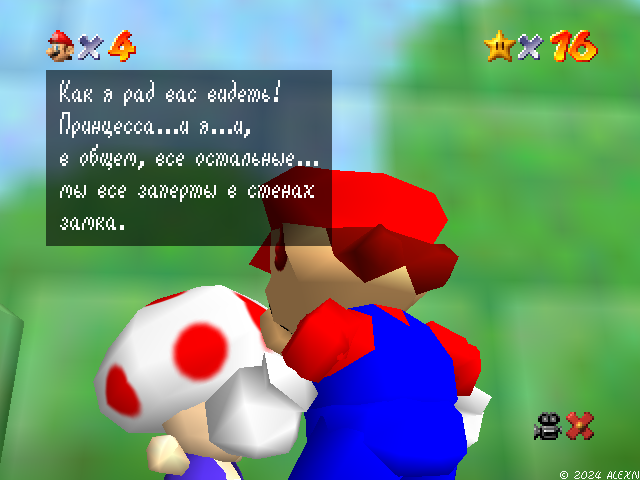 × 4
× 16
Как я рад вас видеть!
Принцесса...и я...и,
в общем, все остальные...
мы все заперты в стенах
замка.
© 2024 ALEXN